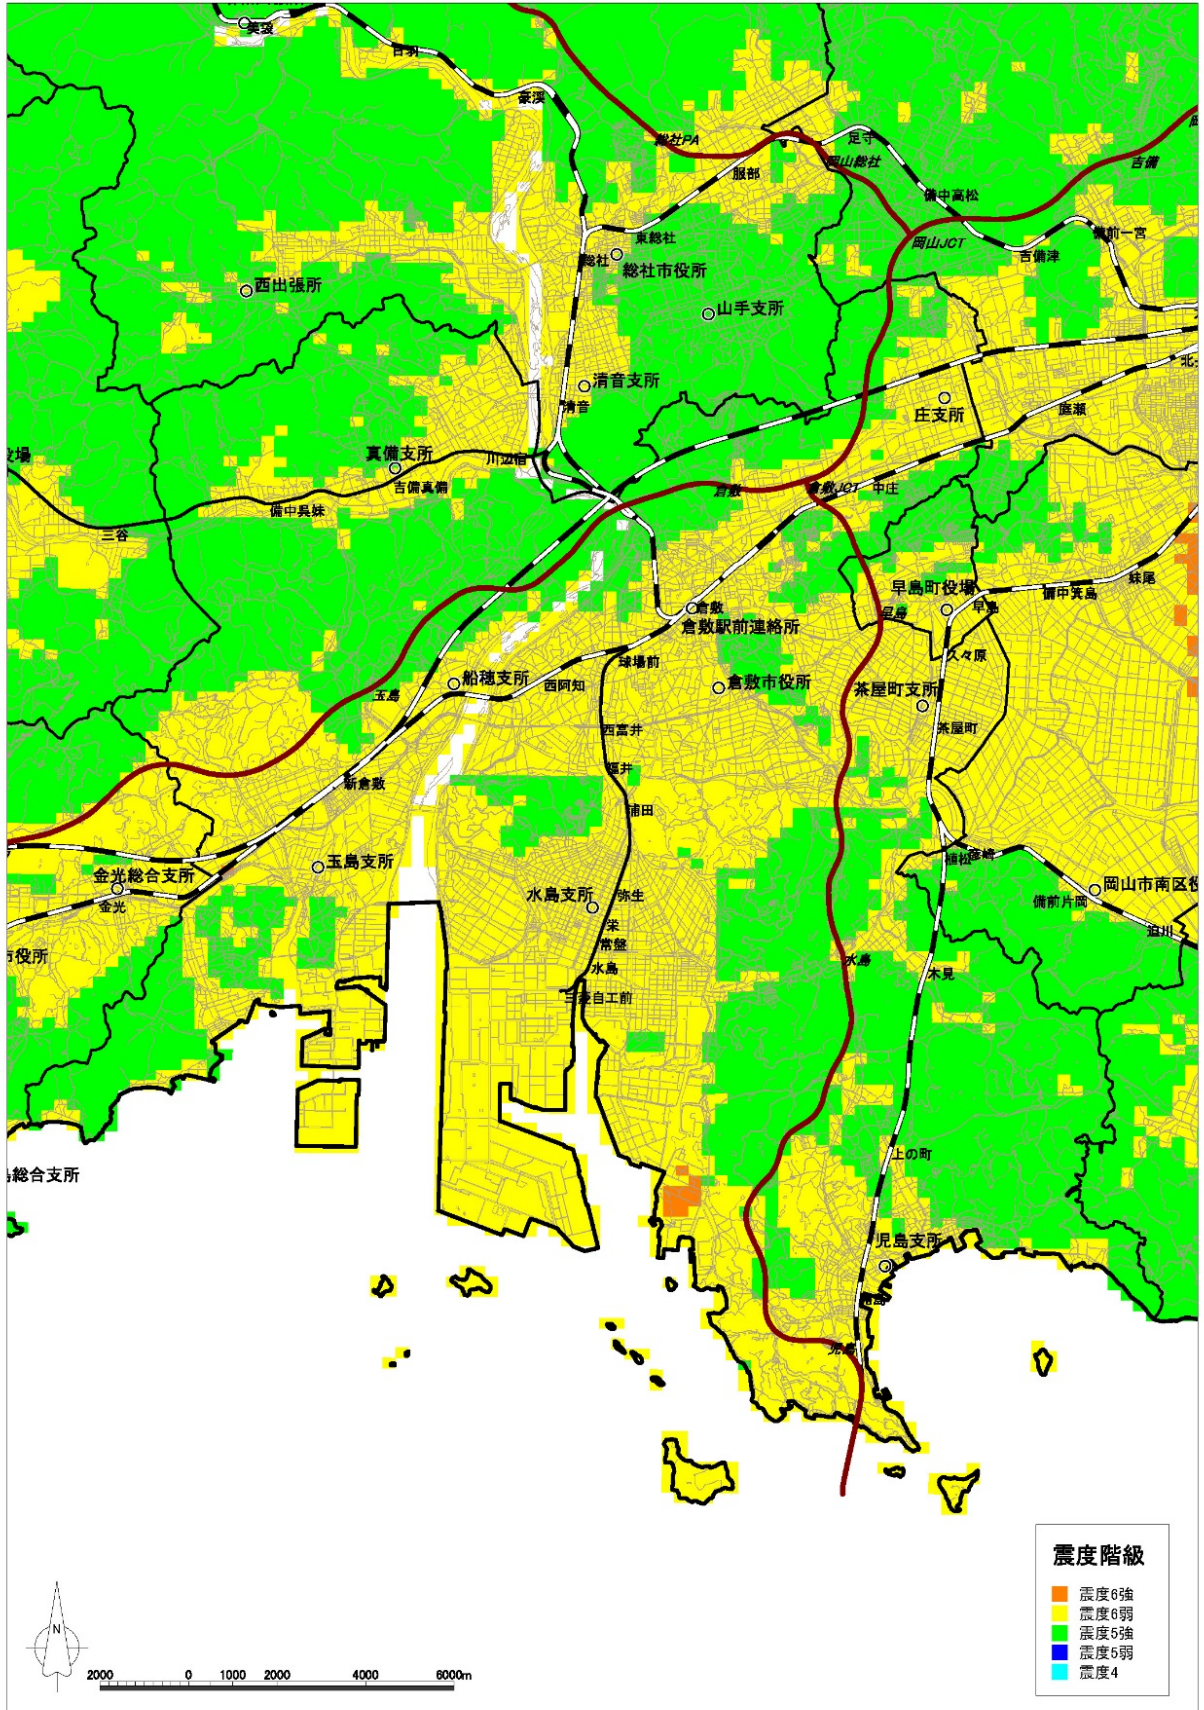 美袋
日羽
豪渓
総社PA
足守
岡山総社
吉備
服部
備中高松
備前一宮
東総社
岡山JCT
吉備津
総社
総社市役所
西出張所
山手支所
清音支所
清音
庄支所
庭瀬
真備支所
川辺宿
吉備真備
倉敷
倉敷JCT
中庄
備中呉妹
三谷
妹尾
早島町役場
備中箕島
早島
早島
倉敷
倉敷駅前連絡所
久々原
球場前
船穂支所
西阿知
倉敷市役所
茶屋町支所
玉島
西富井
茶屋町
福井
新倉敷
浦田
玉島支所
植松
彦崎
金光総合支所
岡山市南区役
水島支所
弥生
備前片岡
金光
栄
迫川
市役所
常盤
水島
水島
木見
三菱自工前
上の町
島総合支所
児島支所
児島
児島
震度階級
震度6強
震度6弱
震度5強
震度5弱
震度4
N
2000 0 1000 2000 4000 6000m